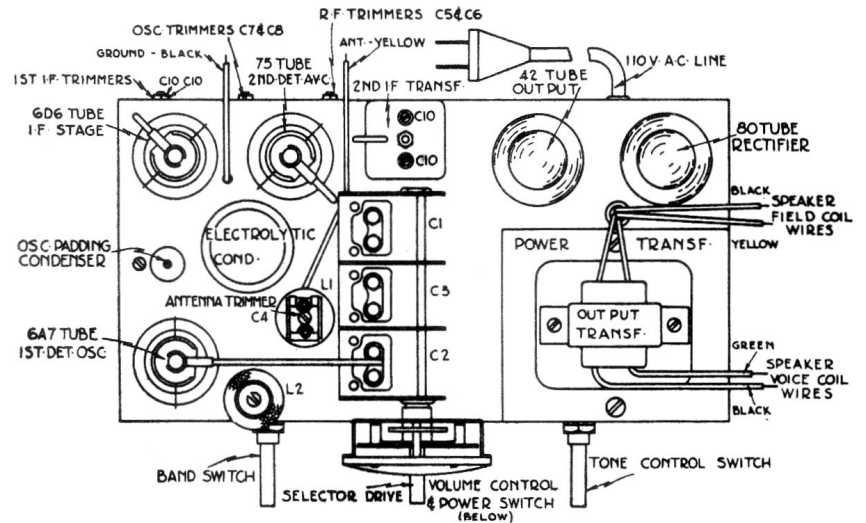 R·F·TRIMMERS C5&C6
OSC·TRIMMERS C7&C8
GROUND-BLACK
75 TUBE
2ND·DET·AVC·
ANT·-YELLOW
1ST·I·F·TRIMMERS
C10 C10
2ND IF TRANSF·
42 TUBE
OUTPUT
110 V·A·C· LINE
6D6 TUBE
I·F· STAGE
C10
C10
80 TUBE
RECTIFIER
BLACK
SPEAKER
FIELD COIL
WIRES
YELLOW
ELECTROLYTIC
COND·
C1
POWER TRANSF·
OSC·PADDING
CONDENSER
L1
ANTENNA TRIMMER
C4
C3
OUTPUT
TRANSF·
6A7 TUBE
1ST·DET·OSC·
C2
GREEN
SPEAKER
VOICE COIL
WIRES
BLACK
L2
BAND SWITCH
SELECTOR DRIVE
VOLUME CONTROL
& POWER SWITCH
(BELOW)
TONE CONTROL SWITCH